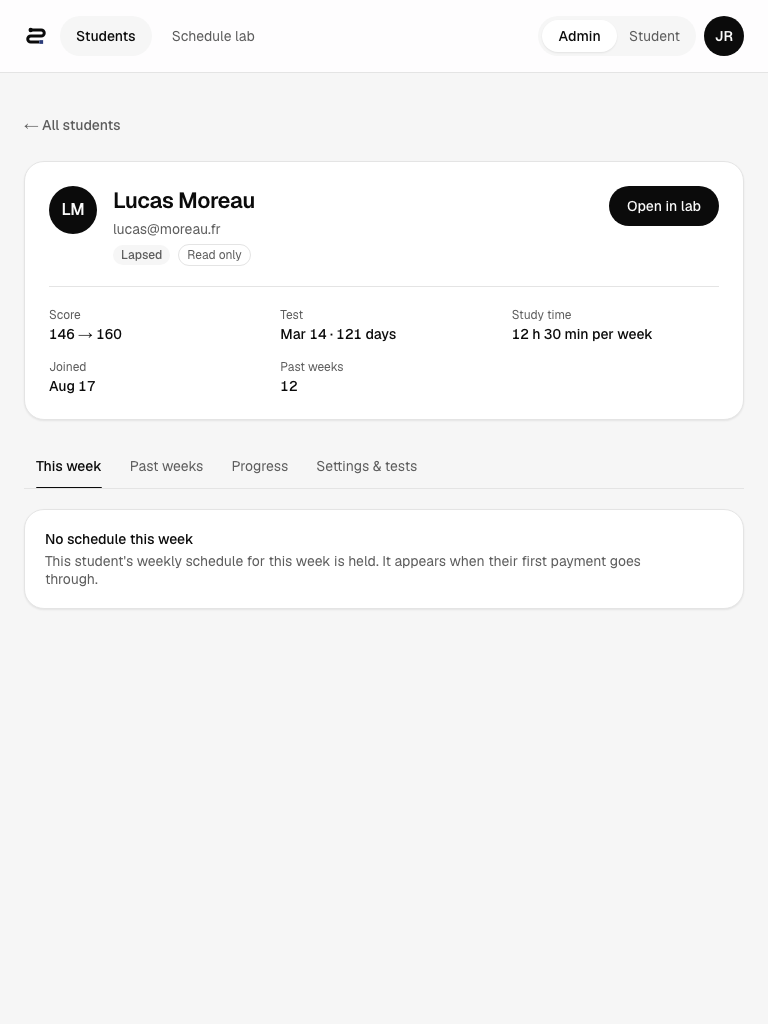 Students
Schedule lab
Admin
Student
JR
← All students
LM
Lucas Moreau
lucas@moreau.fr
Lapsed
Read only
Open in lab
Score
146 → 160
Test
Mar 14 · 121 days
Study time
12 h 30 min per week
Joined
Aug 17
Past weeks
12
This week
Past weeks
Progress
Settings & tests
No schedule this week
This student's weekly schedule for this week is held. It appears when their first payment goes
through.